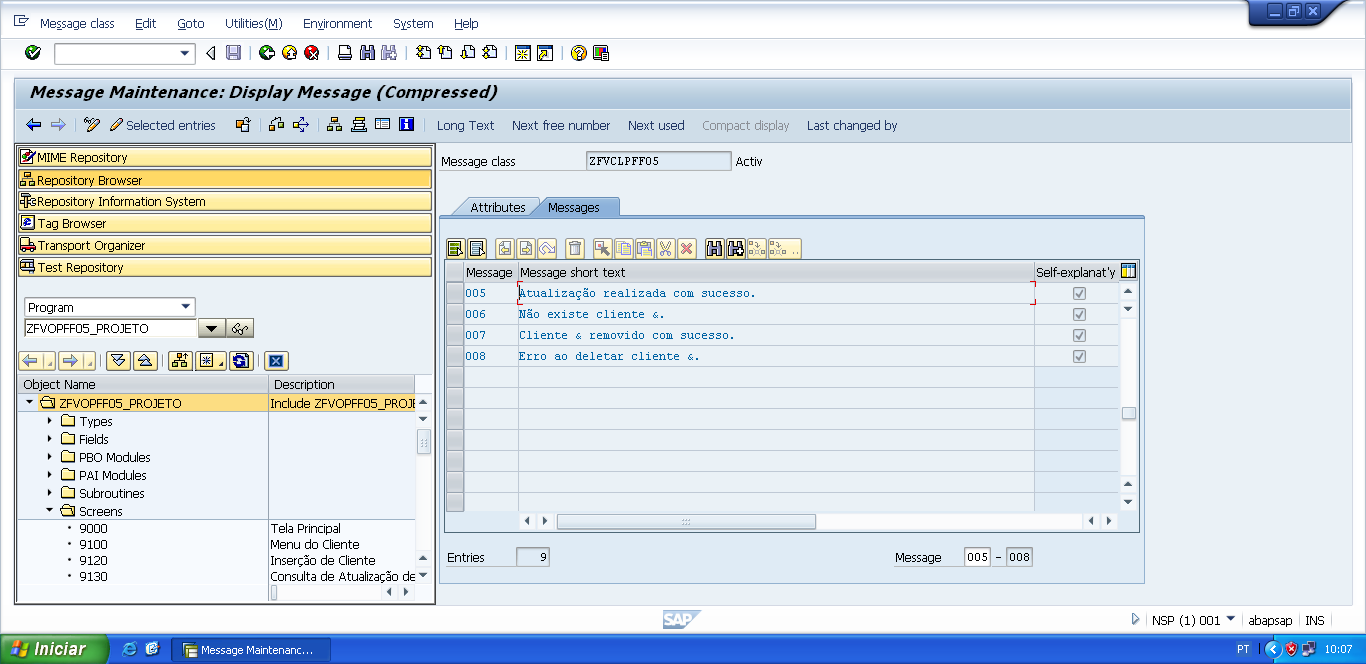 Message class Edit Goto Utilities(M) Environment System Help
Message Maintenance: Display Message (Compressed)
Selected entries Long Text Next free number Next used Compact display Last changed by
MIME Repository
Repository Browser
Repository Information System
Tag Browser
Transport Organizer
Test Repository
Program
ZFVOPFF05_PROJETO
Object Name Description
ZFVOPFF05_PROJETO Include ZFVOPFF05_PROJE
Types
Fields
PBO Modules
PAI Modules
Subroutines
Screens
9000 Tela Principal
9100 Menu do Cliente
9120 Inserção de Cliente
9130 Consulta de Atualização de
Message class ZFVCLPFF05 Activ
Attributes Messages
Message Message short text Self-explanat'y
005 Atualização realizada com sucesso.
006 Não existe cliente &.
007 Cliente & removido com sucesso.
008 Erro ao deletar cliente &.
Entries 9 Message 005 - 008
SAP
NSP (1) 001 abapsap INS
Iniciar Message Maintenanc... PT 10:07